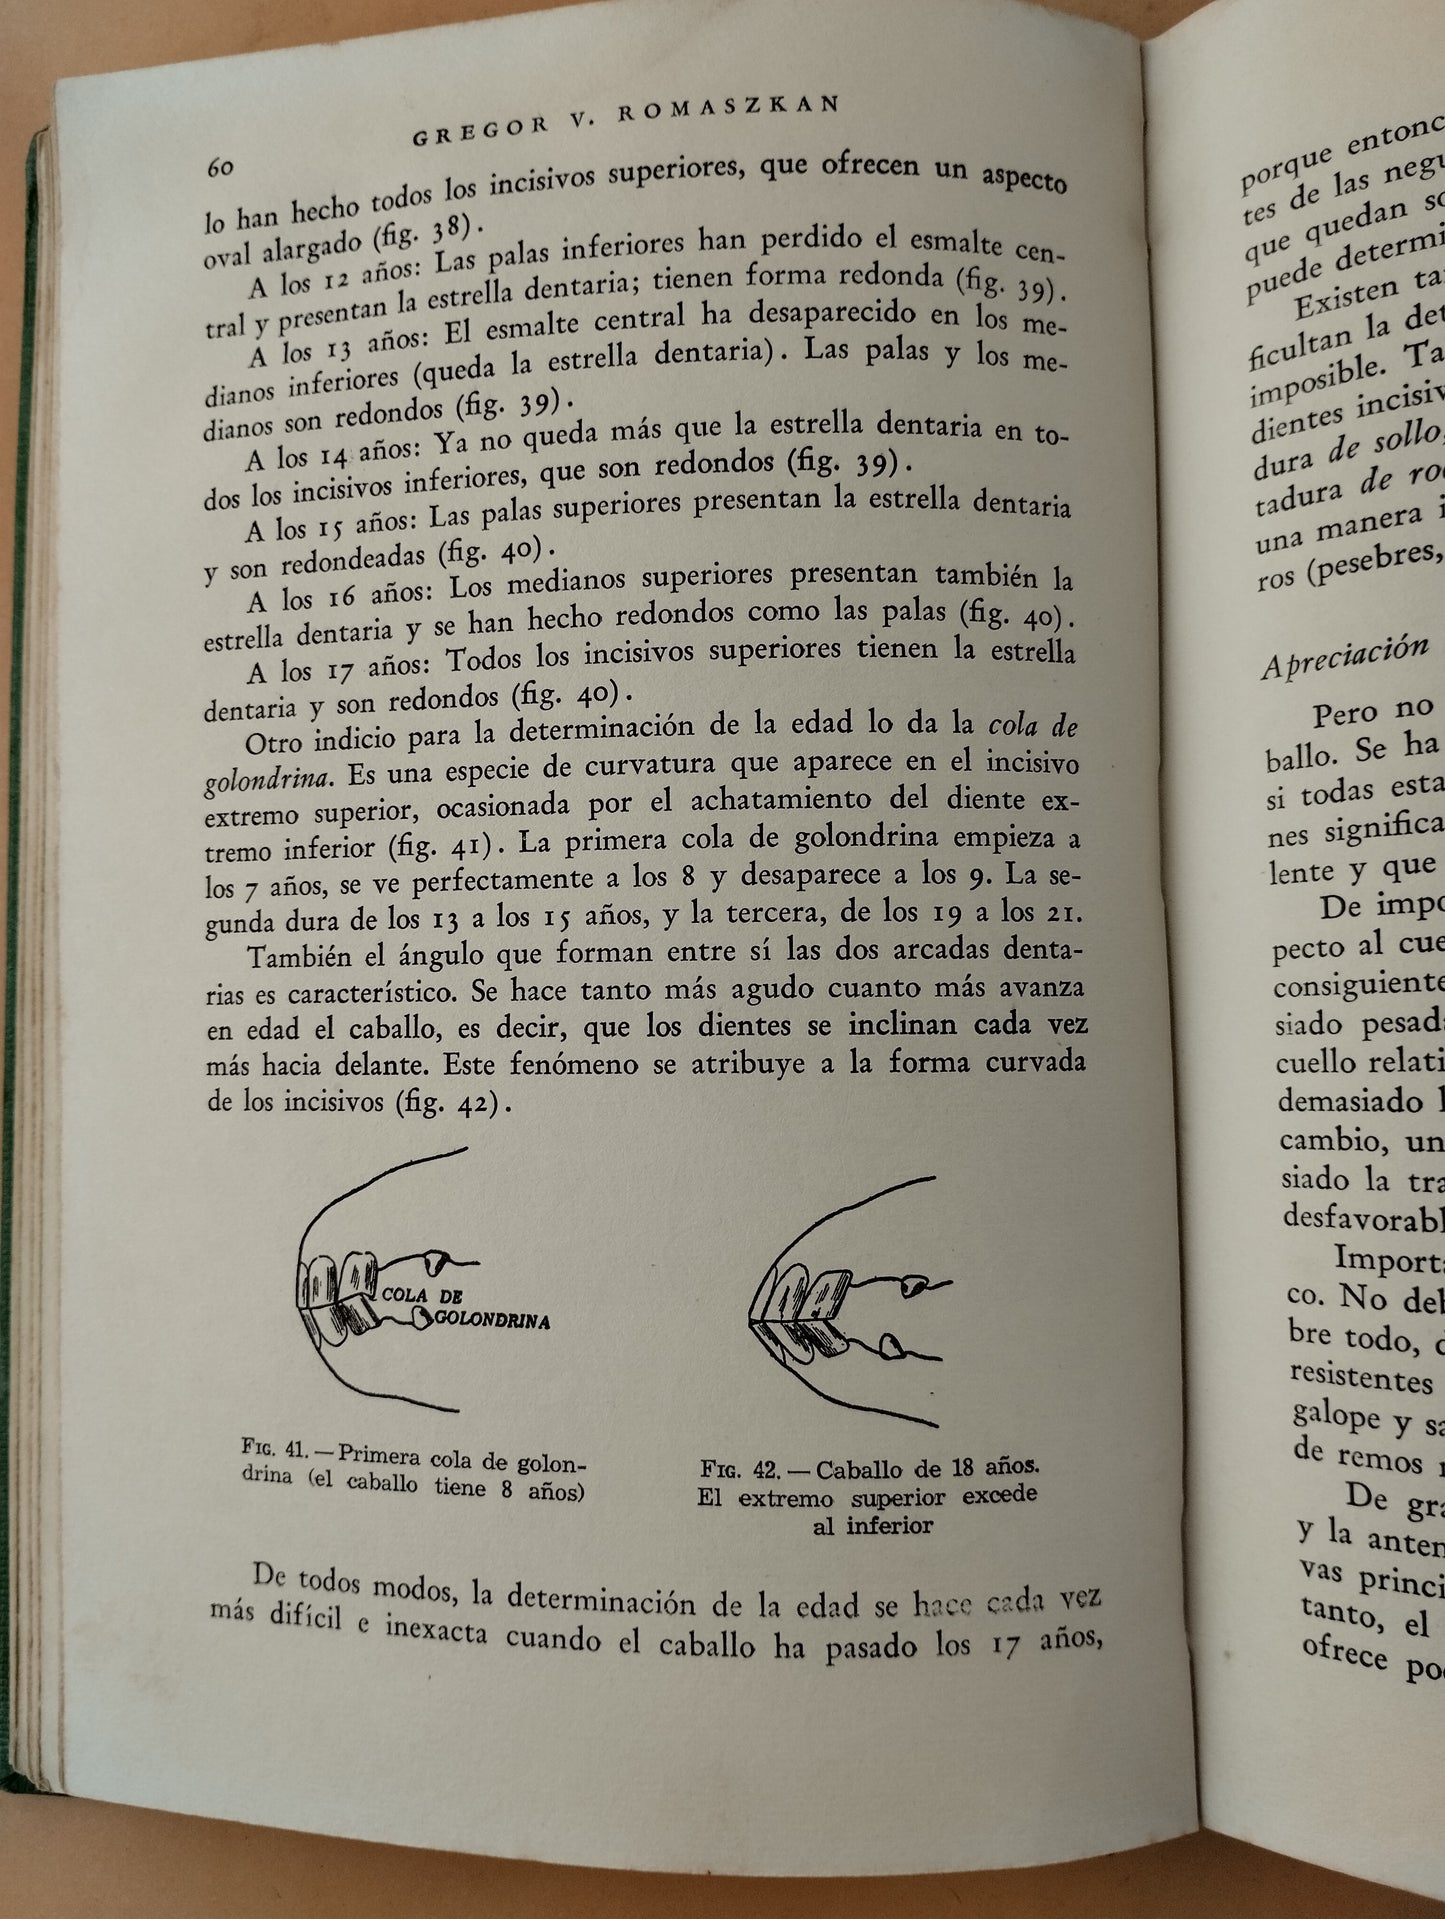 GREGOR V. ROMASZKAN
60
lo han hecho todos los incisivos superiores, que ofrecen un aspecto
oval alargado (fig. 38).
A los 12 años: Las palas inferiores han perdido el esmalte cen-
tral y presentan la estrella dentaria; tienen forma redonda (fig. 39).
A los 13 años: El esmalte central ha desaparecido en los me-
dianos inferiores (queda la estrella dentaria). Las palas y los me-
dianos son redondos (fig. 39).
A los 14 años: Ya no queda más que la estrella dentaria en to-
dos los incisivos inferiores, que son redondos (fig. 39).
A los 15 años: Las palas superiores presentan la estrella dentaria
y son redondeadas (fig. 40).
A los 16 años: Los medianos superiores presentan también la
estrella dentaria y se han hecho redondos como las palas (fig. 40).
A los 17 años: Todos los incisivos superiores tienen la estrella
dentaria y son redondos (fig. 40).
Otro indicio para la determinación de la edad lo da la cola de
golondrina. Es una especie de curvatura que aparece en el incisivo
extremo superior, ocasionada por el achatamiento del diente ex-
tremo inferior (fig. 41). La primera cola de golondrina empieza a
los 7 años, se ve perfectamente a los 8 y desaparece a los 9. La se-
gunda dura de los 13 a los 15 años, y la tercera, de los 19 a los 21.
También el ángulo que forman entre sí las dos arcadas denta-
rias es característico. Se hace tanto más agudo cuanto más avanza
en edad el caballo, es decir, que los dientes se inclinan cada vez
más hacia delante. Este fenómeno se atribuye a la forma curvada
de los incisivos (fig. 42).
COLA DE
GOLONDRINA
FIG. 41.—Primera cola de golon-
drina (el caballo tiene 8 años)
FIG. 42.—Caballo de 18 años.
El extremo superior excede
al inferior
De todos modos, la determinación de la edad se hace cada vez
más difícil e inexacta cuando el caballo ha pasado los 17 años,
porque entonc
tes de las negu
que quedan so
puede determi
Existen ta
ficultan la det
imposible. Ta
dientes incisiv
dura de sollo,
tadura de ro
una manera i
ros (pesebres,
Apreciación
Pero no
ballo. Se ha
si todas esta
nes significa
lente y que
De impo
pecto al cue
consiguiente
siado pesad
cuello relati
demasiado l
cambio, un
siado la tra
desfavorabl
Importa
co. No deb
bre todo, d
resistentes
galope y sa
de remos
De gra
y la anten
vas princi
tanto, el
ofrece po